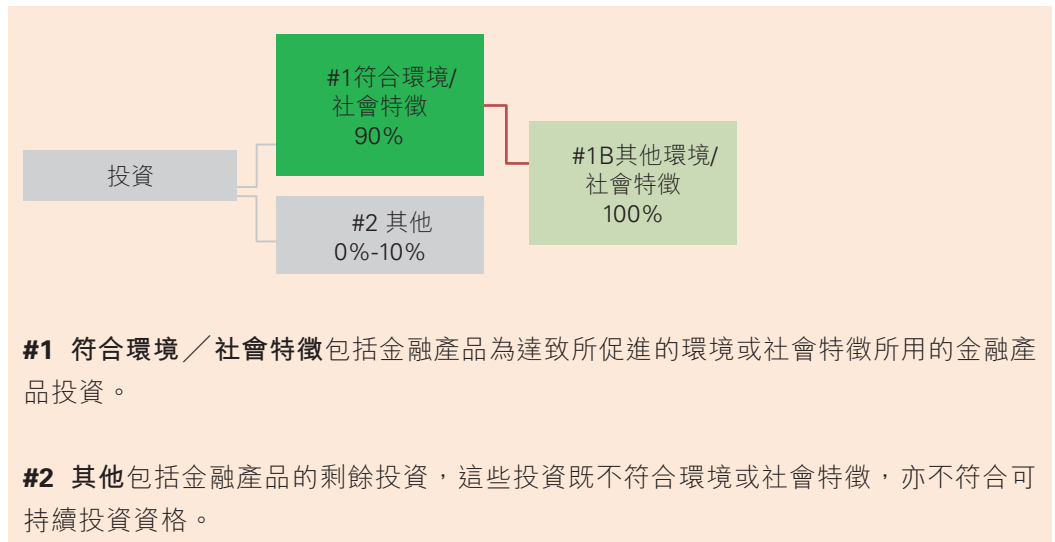 #1符合環境/
社會特徵
90%
投資
#1B其他環境/
社會特徵
100%
#2 其他
0%-10%
#1 符合環境／社會特徵包括金融產品為達致所促進的環境或社會特徵所用的金融產
品投資。
#2 其他包括金融產品的剩餘投資，這些投資既不符合環境或社會特徵，亦不符合可
持續投資資格。